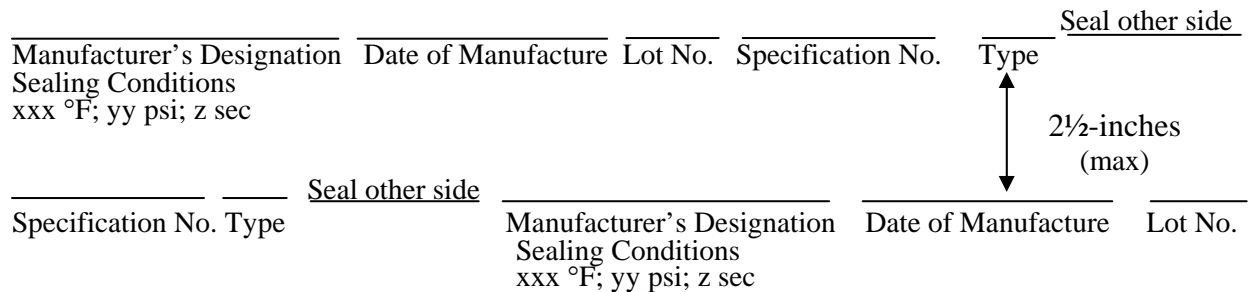 Seal other side
Manufacturer’s Designation Date of Manufacture Lot No. Specification No. Type
Sealing Conditions
xxx °F; yy psi; z sec
2½-inches
(max)
Seal other side
Specification No. Type Manufacturer’s Designation Date of Manufacture Lot No.
Sealing Conditions
xxx °F; yy psi; z sec